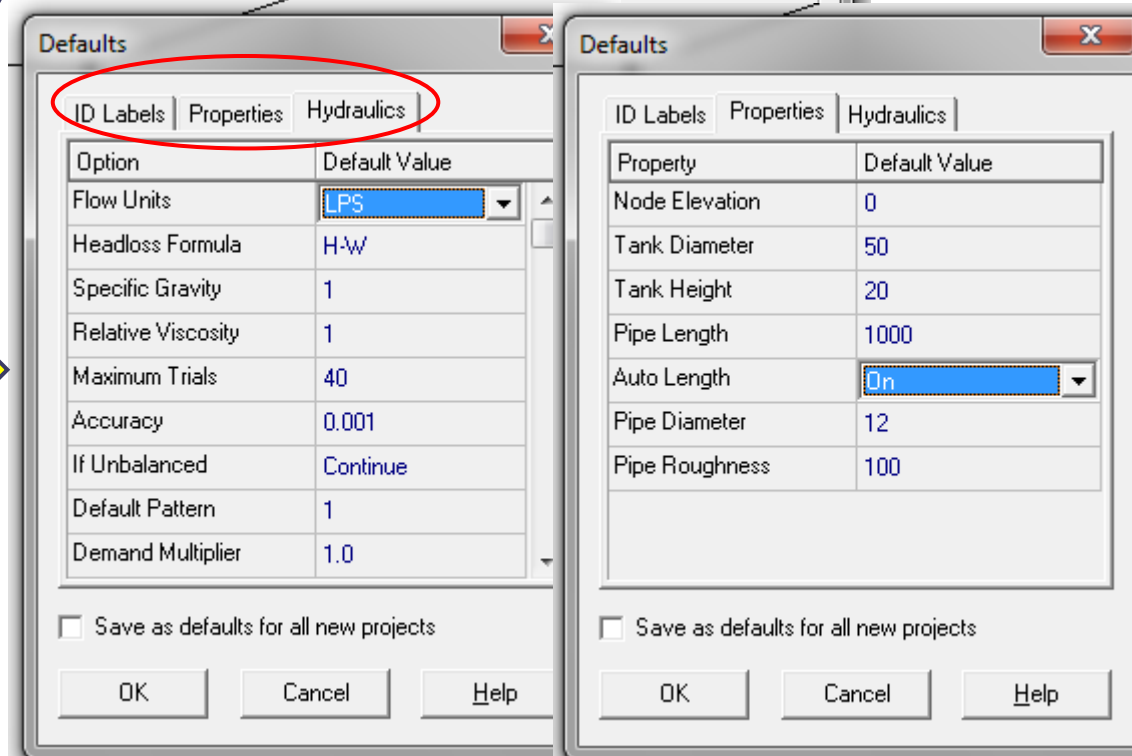 Defaults
ID Labels Properties Hydraulics
Option Default Value
Flow Units LPS
Headloss Formula H-W
Specific Gravity 1
Relative Viscosity 1
Maximum Trials 40
Accuracy 0.001
If Unbalanced Continue
Default Pattern 1
Demand Multiplier 1.0
Save as defaults for all new projects
OK Cancel Help
Defaults
ID Labels Properties Hydraulics
Property Default Value
Node Elevation 0
Tank Diameter 50
Tank Height 20
Pipe Length 1000
Auto Length On
Pipe Diameter 12
Pipe Roughness 100
Save as defaults for all new projects
OK Cancel Help